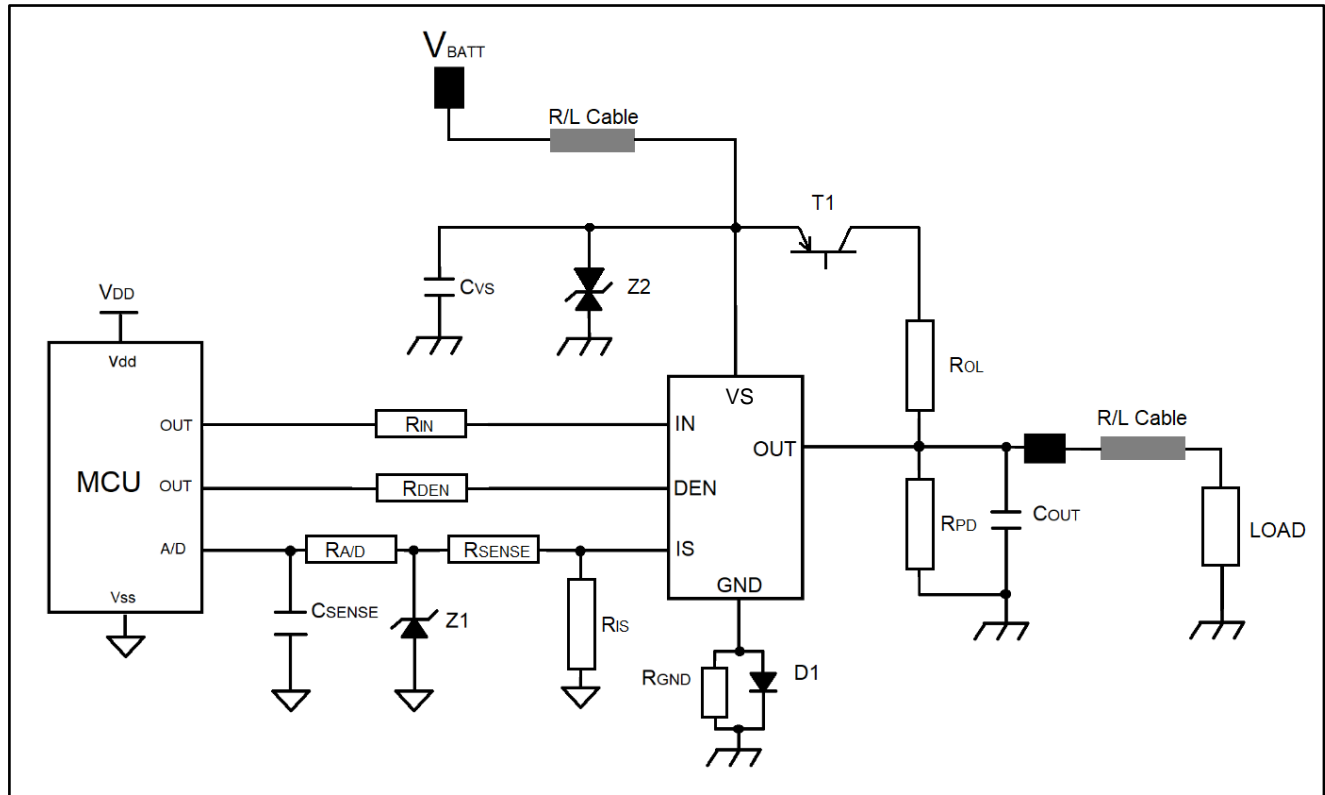 VBATT
R/L Cable
T1
CVS
Z2
VDD
Vdd
ROL
VS
R/L Cable
OUT
RIN
IN
OUT
MCU
OUT
RDEN
DEN
RPD
COUT
LOAD
A/D
RA/D
RSENSE
IS
GND
Vss
CSENSE
Z1
RIS
RGND
D1